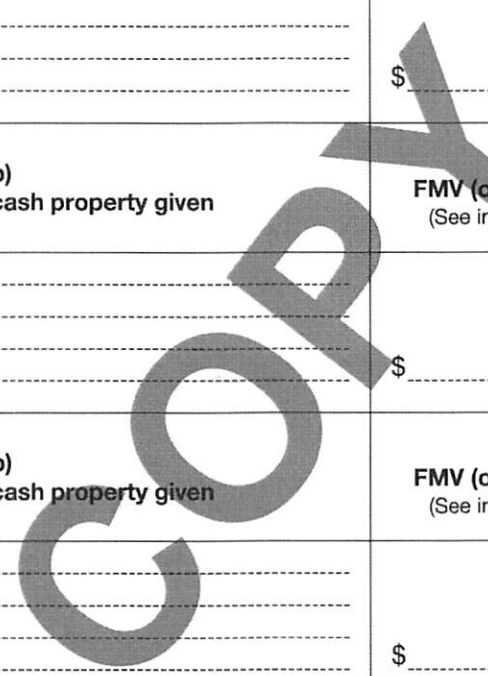 $
b)
cash property given
FMV (o
(See in
$
b)
cash property given
FMV (o
(See in
$
COPY